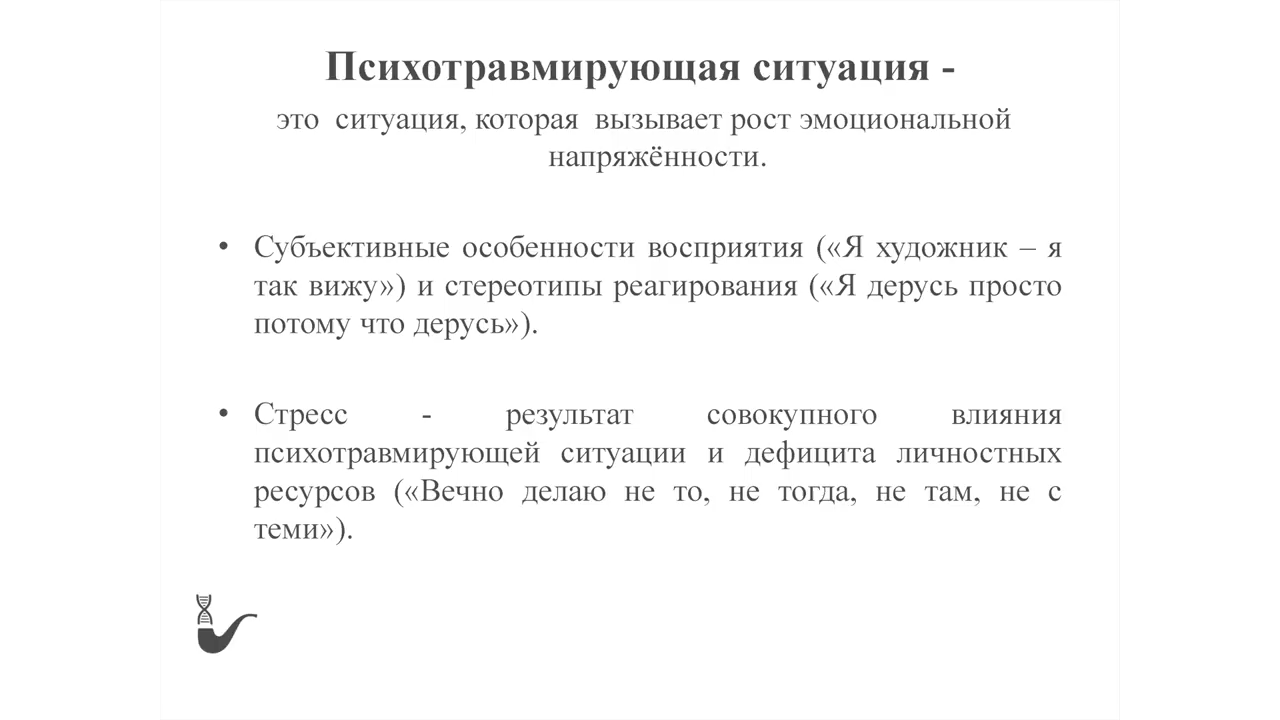 Психотравмирующая ситуация -
это ситуация, которая вызывает рост эмоциональной
напряжённости.
• Субъективные особенности восприятия («Я художник – я
так вижу») и стереотипы реагирования («Я дерусь просто
потому что дерусь»).
• Стресс - результат совокупного влияния
психотравмирующей ситуации и дефицита личностных
ресурсов («Вечно делаю не то, не тогда, не там, не с
теми»).